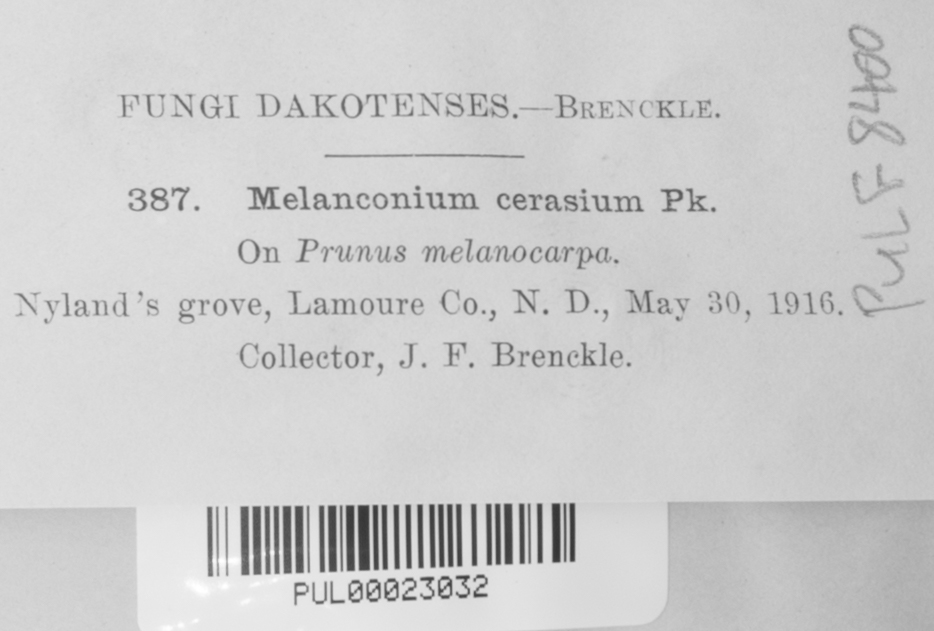 FUNGI DAKOTENSES.—BRENCKLE.
387. Melanconium cerasium Pk.
On Prunus melanocarpa.
Nyland's grove, Lamoure Co., N. D., May 30, 1916.
Collector, J. F. Brenckle.
PUL F 8400
PUL00023032